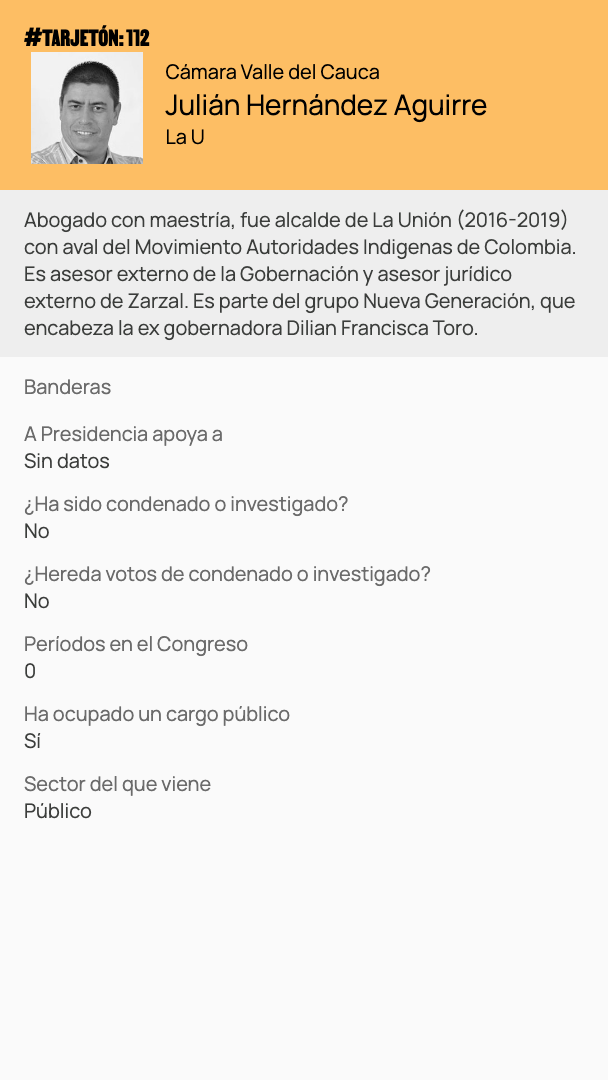 #TARJETÓN: 112
Cámara Valle del Cauca
Julián Hernández Aguirre
La U
Abogado con maestría, fue alcalde de La Unión (2016-2019)
con aval del Movimiento Autoridades Indigenas de Colombia.
Es asesor externo de la Gobernación y asesor jurídico
externo de Zarzal. Es parte del grupo Nueva Generación, que
encabeza la ex gobernadora Dilian Francisca Toro.
Banderas
A Presidencia apoya a
Sin datos
¿Ha sido condenado o investigado?
No
¿Hereda votos de condenado o investigado?
No
Períodos en el Congreso
0
Ha ocupado un cargo público
Sí
Sector del que viene
Público